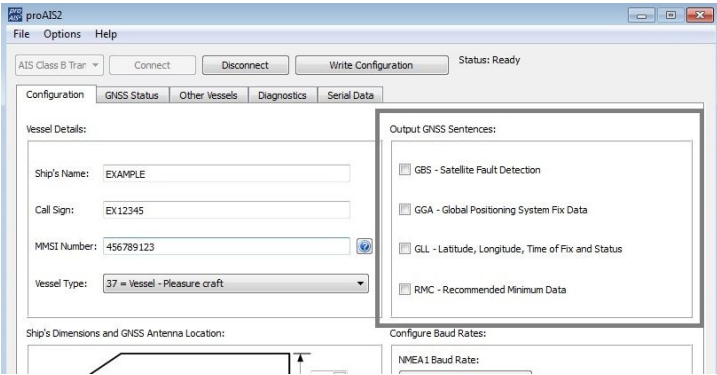 proAIS2
File Options Help
AIS Class B Tran Connect Disconnect Write Configuration Status: Ready
Configuration GNSS Status Other Vessels Diagnostics Serial Data
Vessel Details:
Ship's Name: EXAMPLE
Call Sign: EX12345
MMSI Number: 456789123
Vessel Type: 37 = Vessel - Pleasure craft
Output GNSS Sentences:
GBS - Satellite Fault Detection
GGA - Global Positioning System Fix Data
GLL - Latitude, Longitude, Time of Fix and Status
RMC - Recommended Minimum Data
Ship's Dimensions and GNSS Antenna Location:
Configure Baud Rates:
NMEA1 Baud Rate: